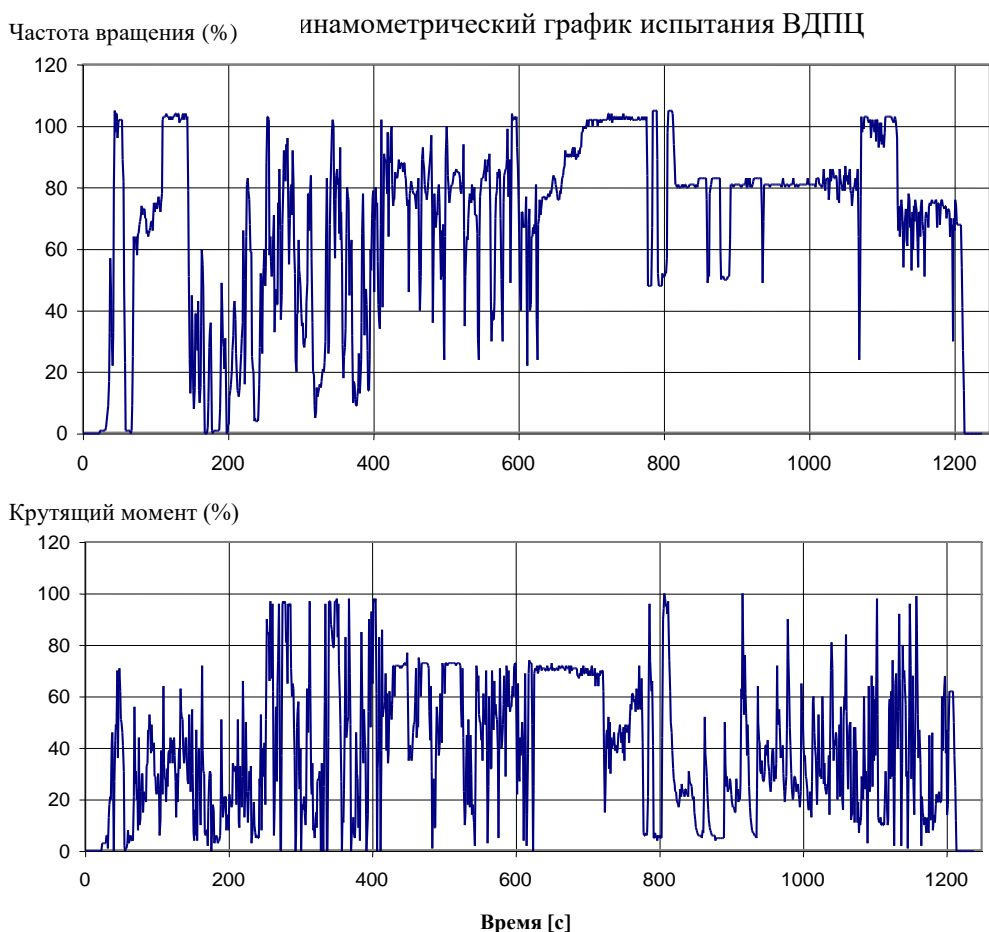 инамометрический график испытания ВДПЦ
Частота вращения (%)
120
100
80
60
40
20
0
0 200 400 600 800 1000 1200
Крутящий момент (%)
120
100
80
60
40
20
0
0 200 400 600 800 1000 1200
Время [с]